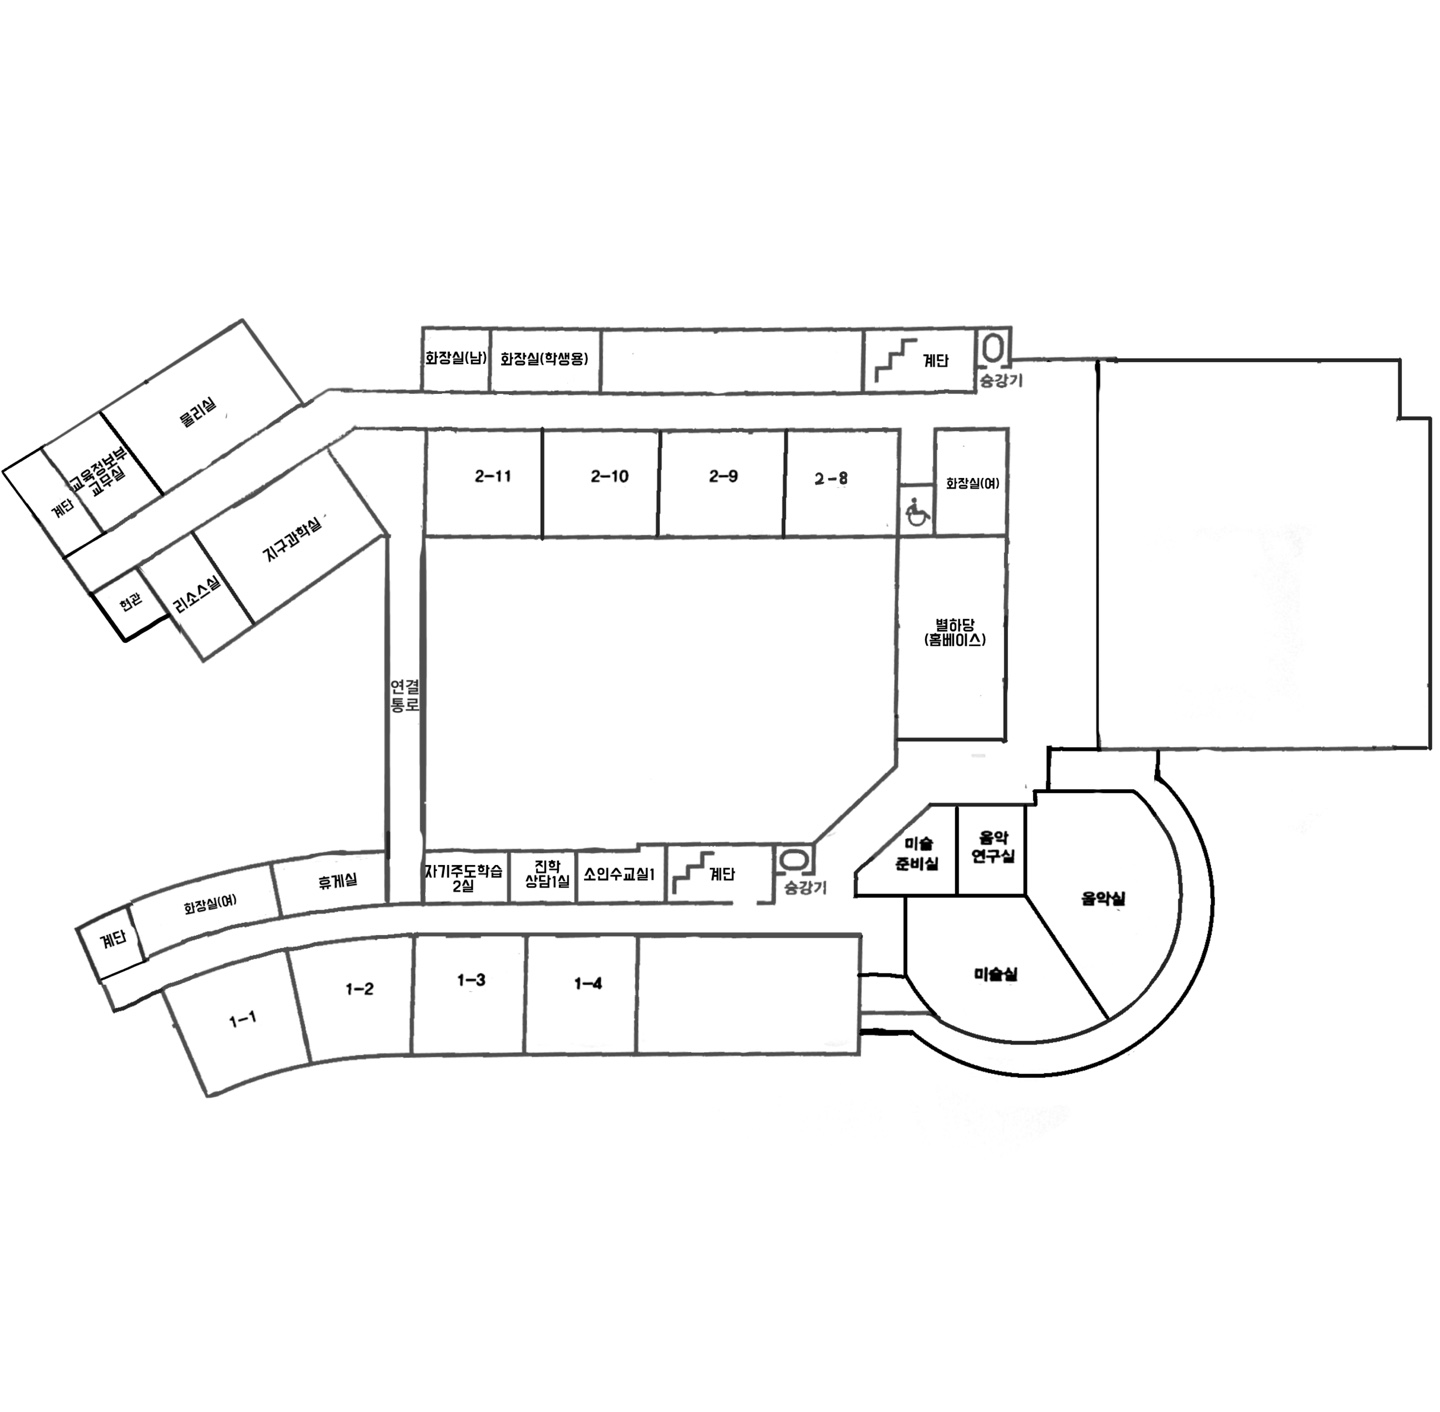 화장실(남)
화장실(학생용)
계단
승강기
물리실
교육정보부
교무실
계단
2-11
2-10
2-9
2-8
화장실(여)
지구과학실
리소스실
현관
별하당
(홈베이스)
연결
통로
자기주도학습
2실
진학
상담1실
소인수교실1
계단
승강기
미술
준비실
음악
연구실
음악실
휴게실
화장실(여)
계단
미술실
1-1
1-2
1-3
1-4